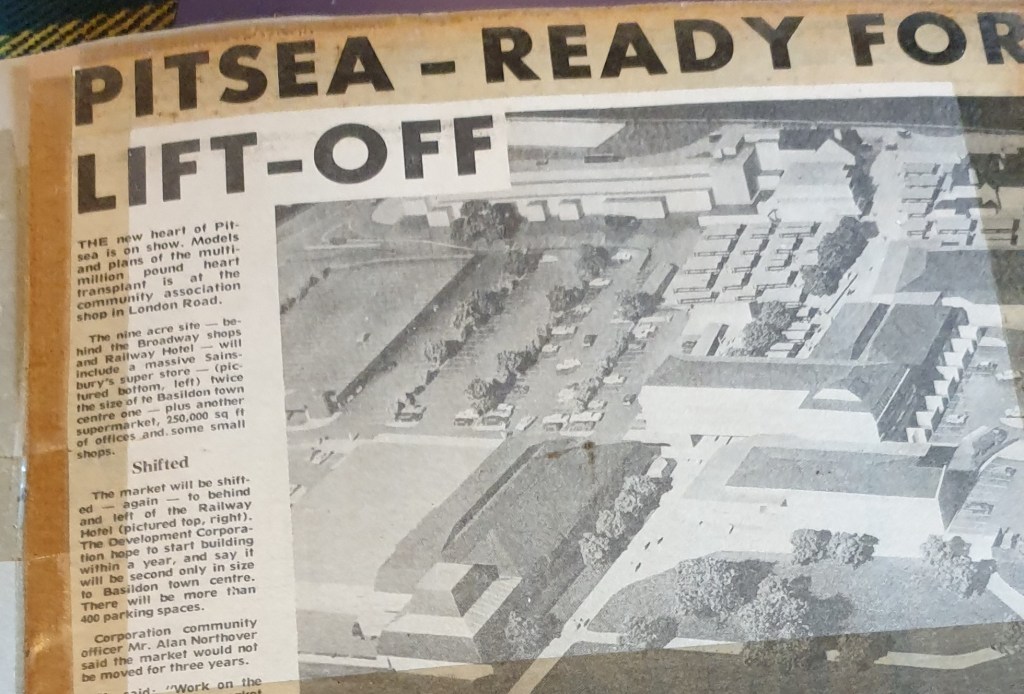 PITSEA - READY FOR
LIFT-OFF
THE new heart of Pit-
sea is on show. Models
and plans of the multi-
million pound heart
transplant is at the
community association
shop in London Road.
The nine acre site — be-
hind the Broadway shops
and Railway Hotel — will
include a massive Sains-
bury's super store — (pic-
tured bottom, left) twice
the size of te Basildon town
centre one — plus another
supermarket, 250,000 sq ft
of offices and some small
shops.
Shifted
The market will be shift-
ed — again — to behind
and left of the Railway
Hotel (pictured top, right).
The Development Corpora-
tion hope to start building
within a year, and say it
will be second only in size
to Basildon town centre.
There will be more than
400 parking spaces.
Corporation community
officer Mr. Alan Northover
said the market would not
be moved for three years.
said: "Work on the